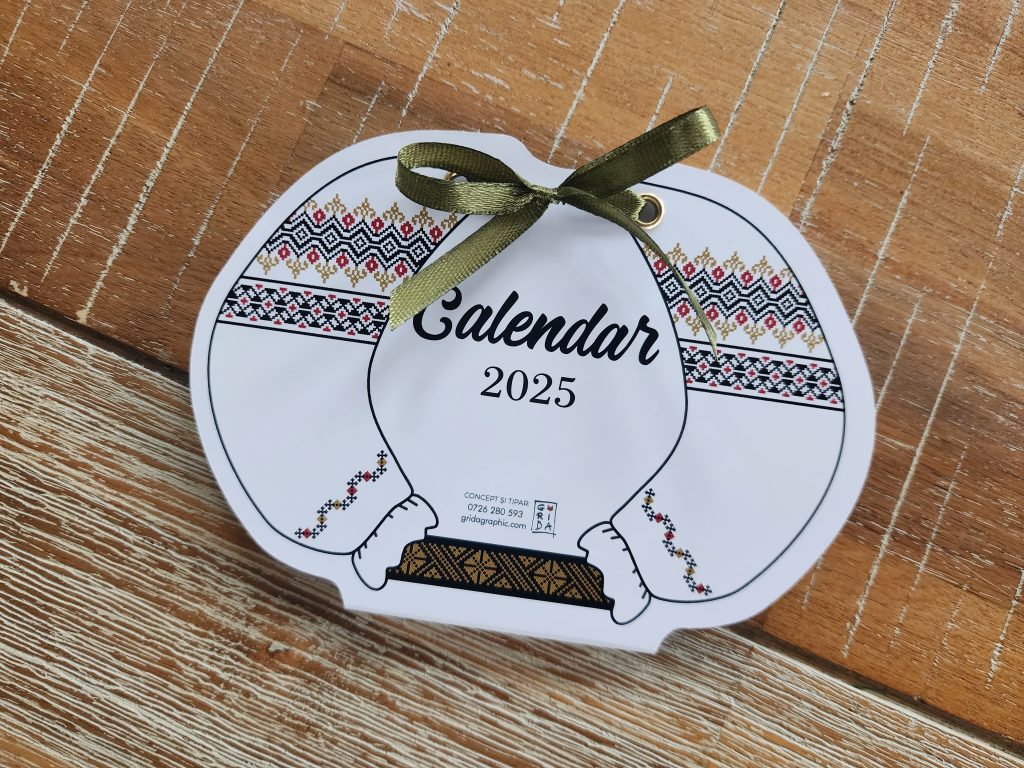 Calendar
2025
CONCEPT ȘI TIPAR:
0726 280 593
gridagraphic.com
GRIDA